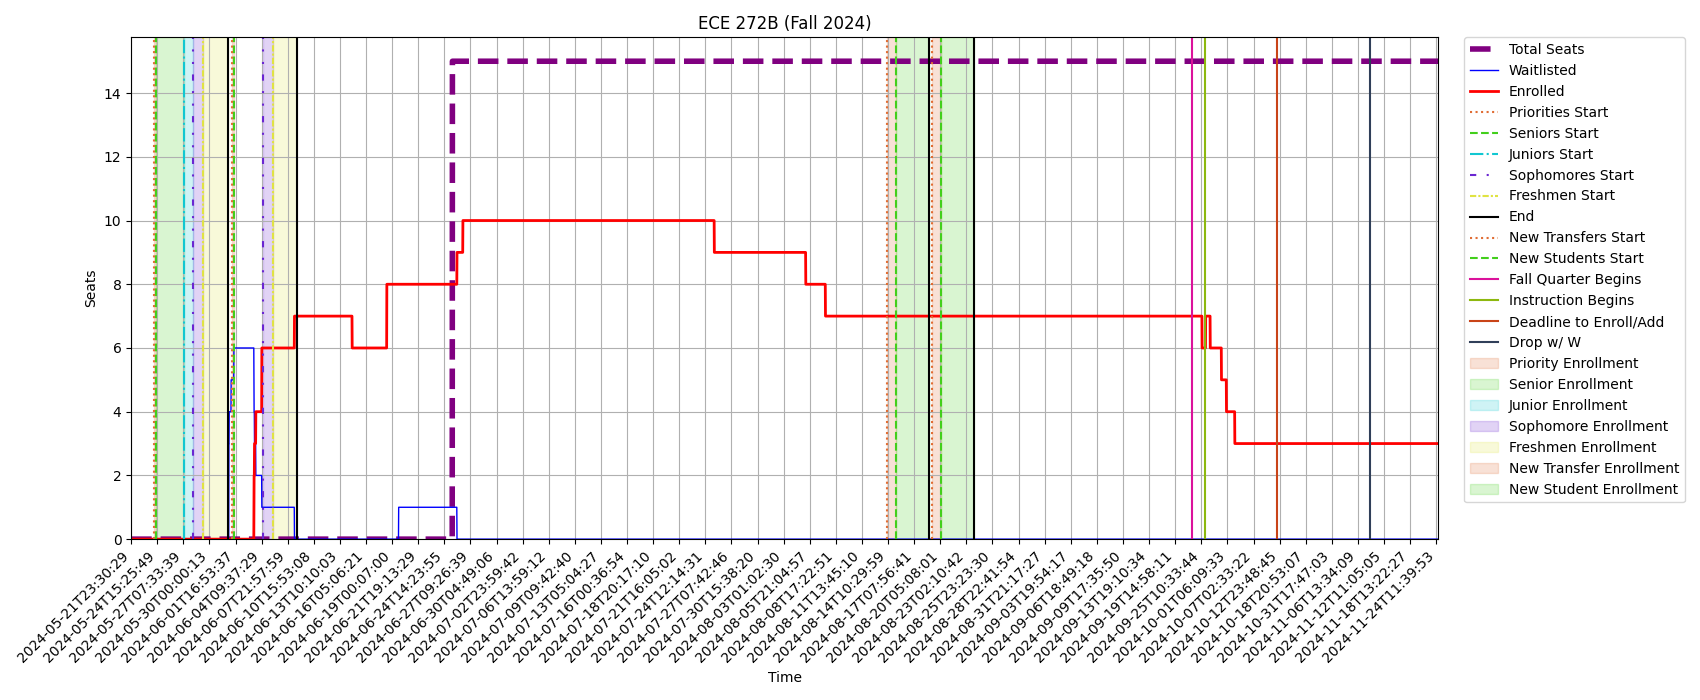 ECE 272B (Fall 2024)
Seats
14
12
10
8
6
4
2
0
2024-05-21T23:30:29
2024-05-24T15:25:49
2024-05-27T07:33:39
2024-05-30T00:00:13
2024-06-01T16:53:37
2024-06-04T09:37:29
2024-06-07T21:57:59
2024-06-10T15:53:08
2024-06-13T10:10:03
2024-06-16T05:06:21
2024-06-19T00:07:00
2024-06-21T19:13:29
2024-06-24T14:23:55
2024-06-27T09:26:39
2024-06-30T04:49:06
2024-07-02T23:59:42
2024-07-06T13:59:12
2024-07-09T09:42:40
2024-07-13T05:04:27
2024-07-16T00:36:54
2024-07-18T20:17:10
2024-07-21T16:05:02
2024-07-24T12:14:31
2024-07-27T07:42:46
2024-07-30T15:38:20
2024-08-03T01:02:30
2024-08-05T21:04:57
2024-08-08T17:22:51
2024-08-11T13:45:10
2024-08-14T10:29:59
2024-08-17T07:56:41
2024-08-20T05:08:01
2024-08-23T02:10:42
2024-08-25T23:23:30
2024-08-28T22:41:54
2024-08-31T21:17:27
2024-09-03T19:54:17
2024-09-06T18:49:18
2024-09-09T17:35:50
2024-09-13T19:10:34
2024-09-19T14:58:11
2024-09-25T10:33:44
2024-10-01T06:09:33
2024-10-07T02:33:22
2024-10-12T23:48:45
2024-10-18T20:53:07
2024-10-31T17:47:03
2024-11-06T13:34:09
2024-11-12T11:05:05
2024-11-18T13:22:27
2024-11-24T11:39:53
Time
Total Seats
Waitlisted
Enrolled
Priorities Start
Seniors Start
Juniors Start
Sophomores Start
Freshmen Start
End
New Transfers Start
New Students Start
Fall Quarter Begins
Instruction Begins
Deadline to Enroll/Add
Drop w/ W
Priority Enrollment
Senior Enrollment
Junior Enrollment
Sophomore Enrollment
Freshmen Enrollment
New Transfer Enrollment
New Student Enrollment